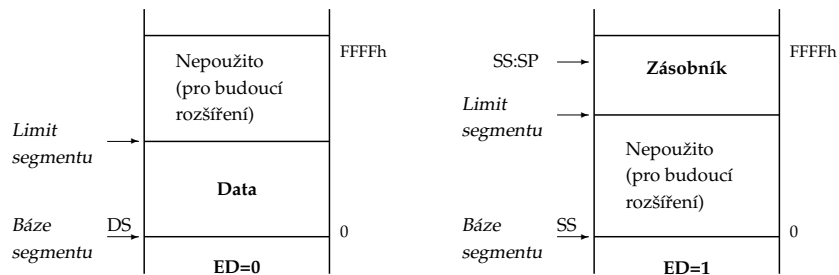 Nepoužito
(pro budoucí
rozšíření)
FFFFh
Limit
segmentu
Data
Báze
segmentu
DS
0
ED=0
SS:SP
Zásobník
FFFFh
Limit
segmentu
Nepoužito
(pro budoucí
rozšíření)
Báze
segmentu
SS
0
ED=1